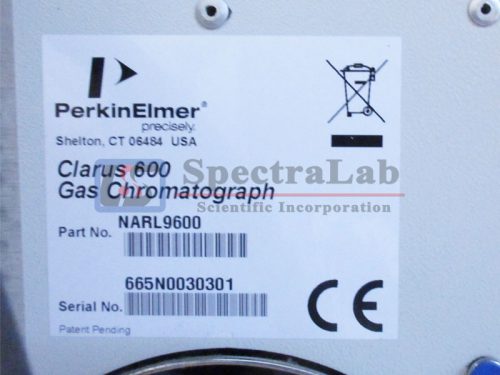 PerkinElmer®
precisely.
Shelton, CT 06484 USA
Clarus 600
Gas Chromatograph
SpectraLab
Scientific Incorporation
Part No. NARL9600
665N0030301
Serial No.
Patent Pending
CE